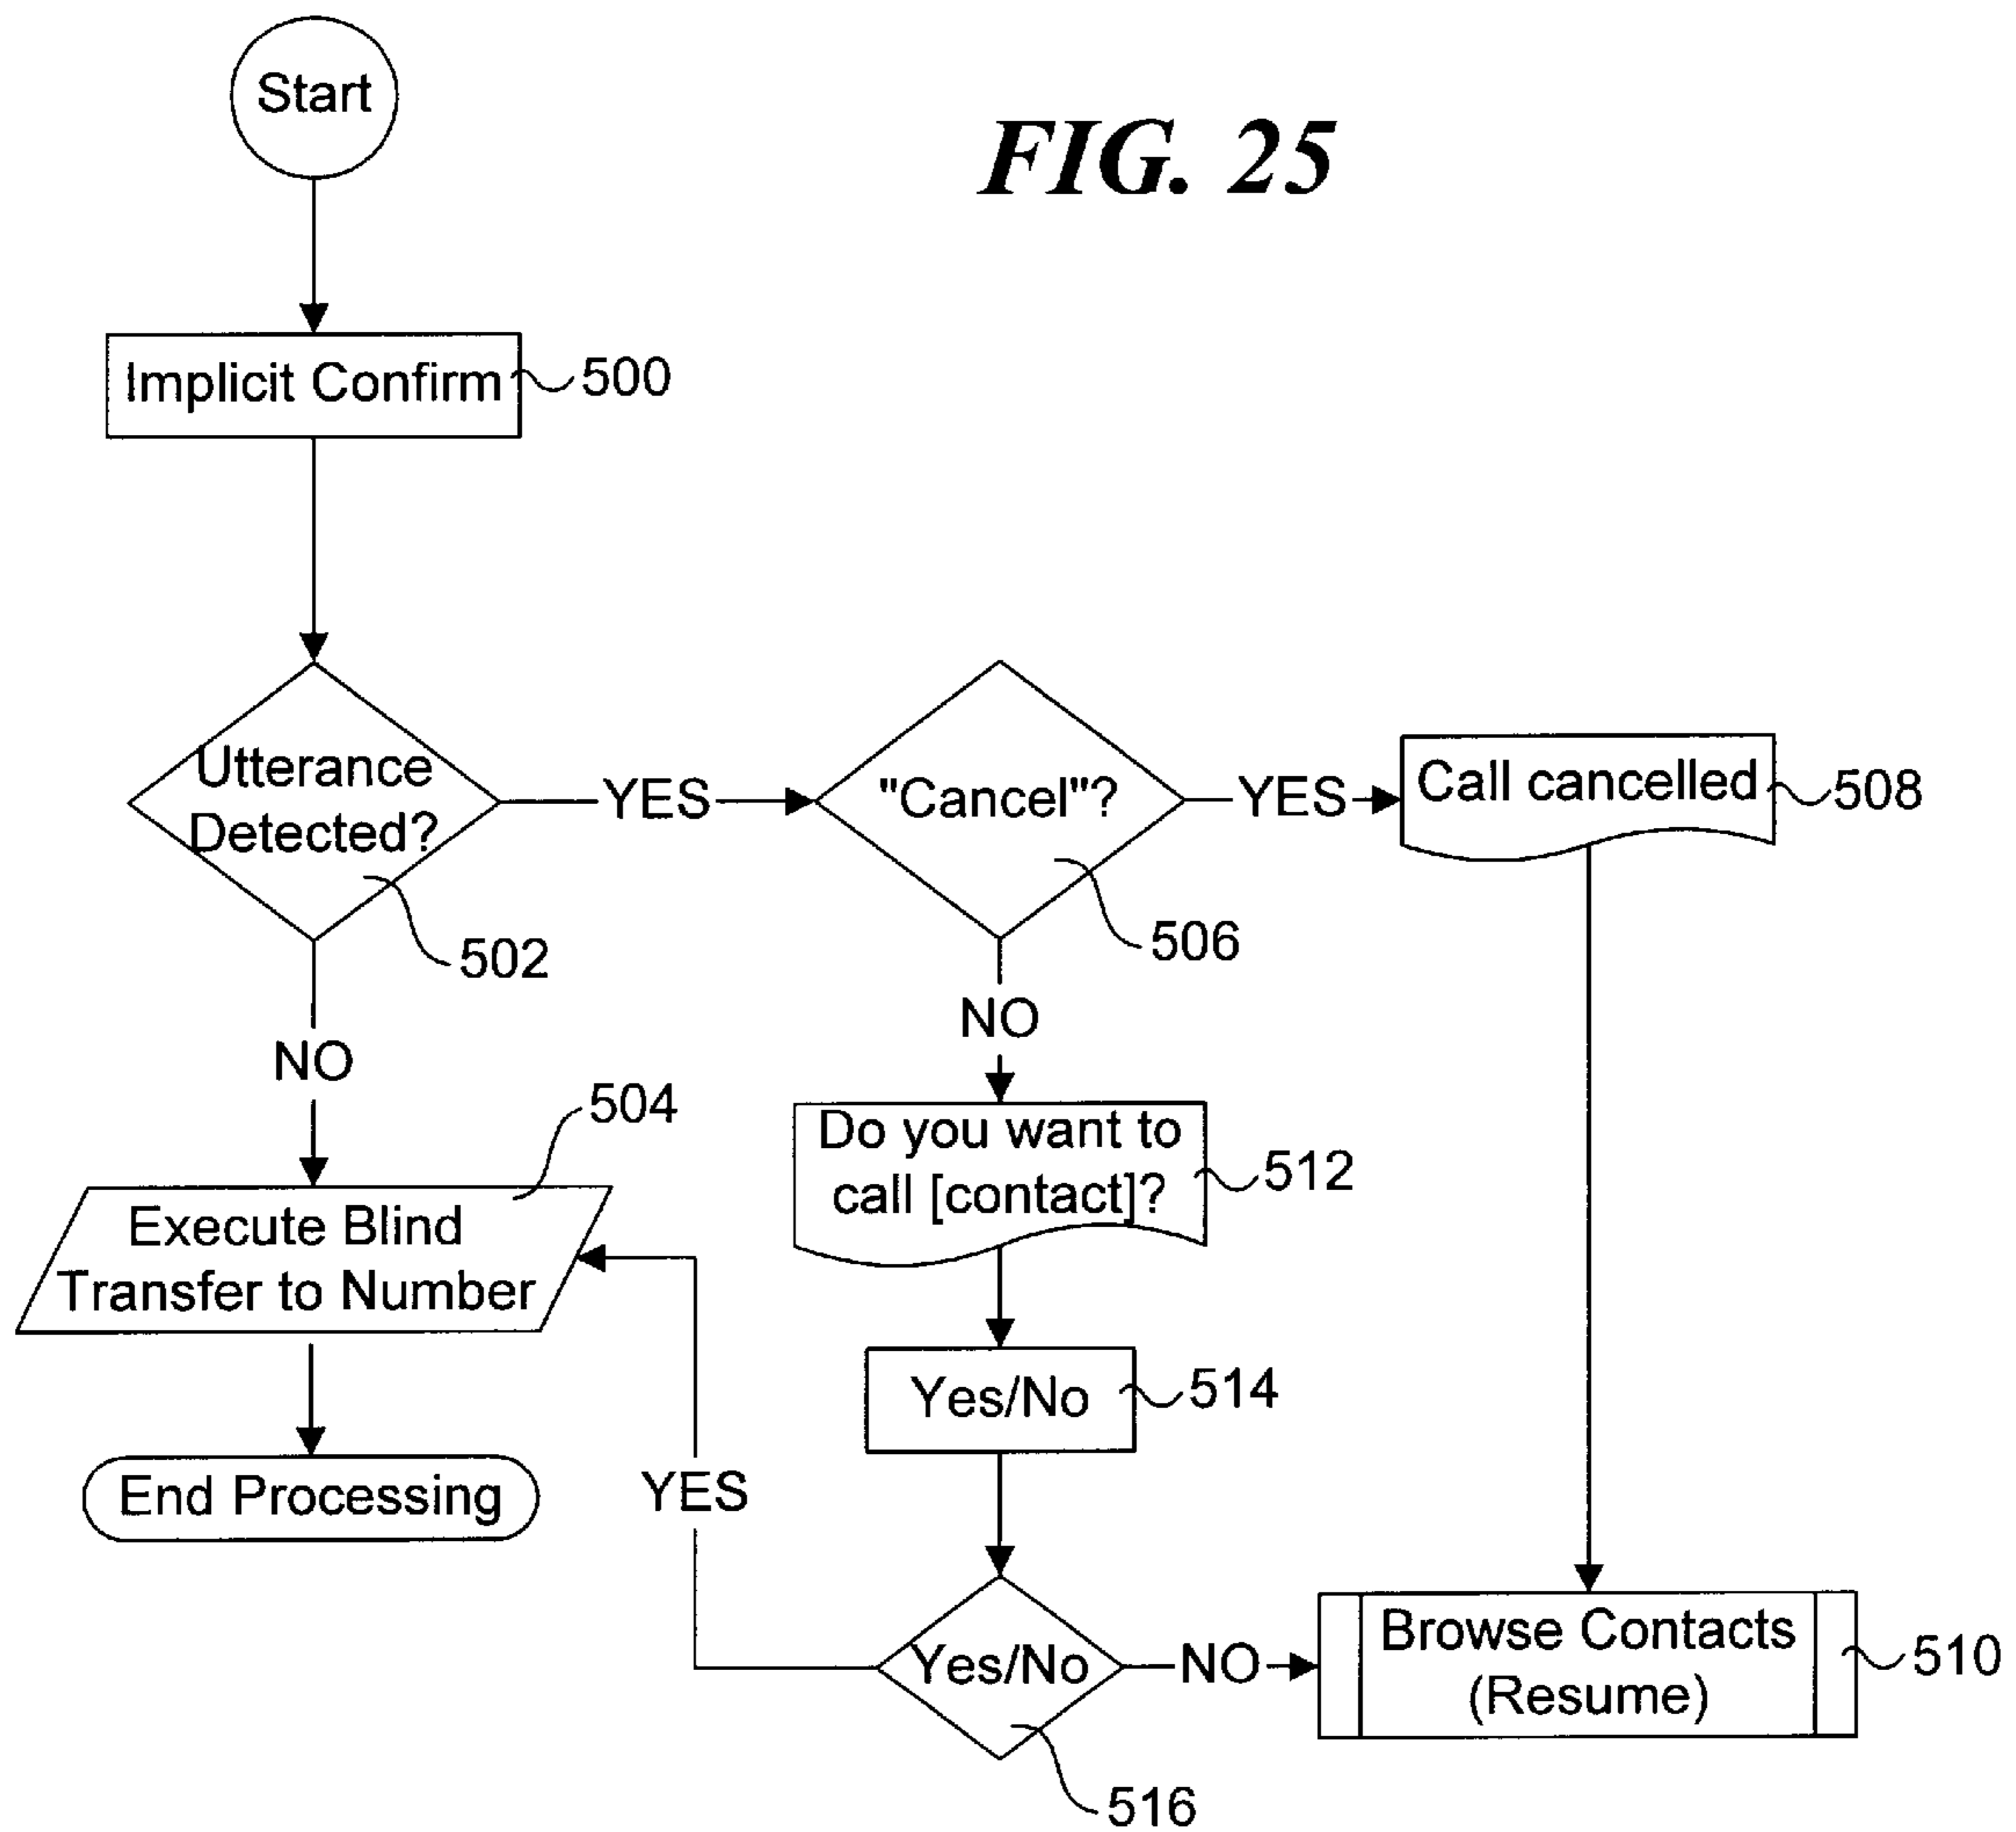 Start
FIG. 25
Implicit Confirm
500
Utterance
Detected?
502
YES
"Cancel"?
506
YES
Call cancelled
508
NO
NO
504
Execute Blind
Transfer to Number
Do you want to
call [contact]?
512
Yes/No
514
End Processing
YES
Yes/No
516
NO
Browse Contacts
(Resume)
510